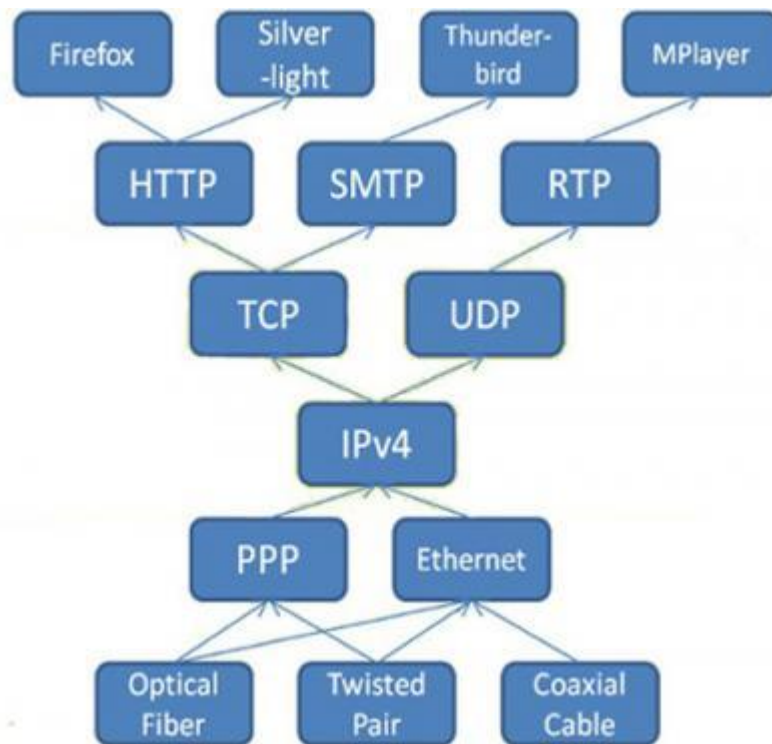 Firefox
Silver
-light
Thunder-
bird
MPlayer
HTTP
SMTP
RTP
TCP
UDP
IPv4
PPP
Ethernet
Optical
Fiber
Twisted
Pair
Coaxial
Cable